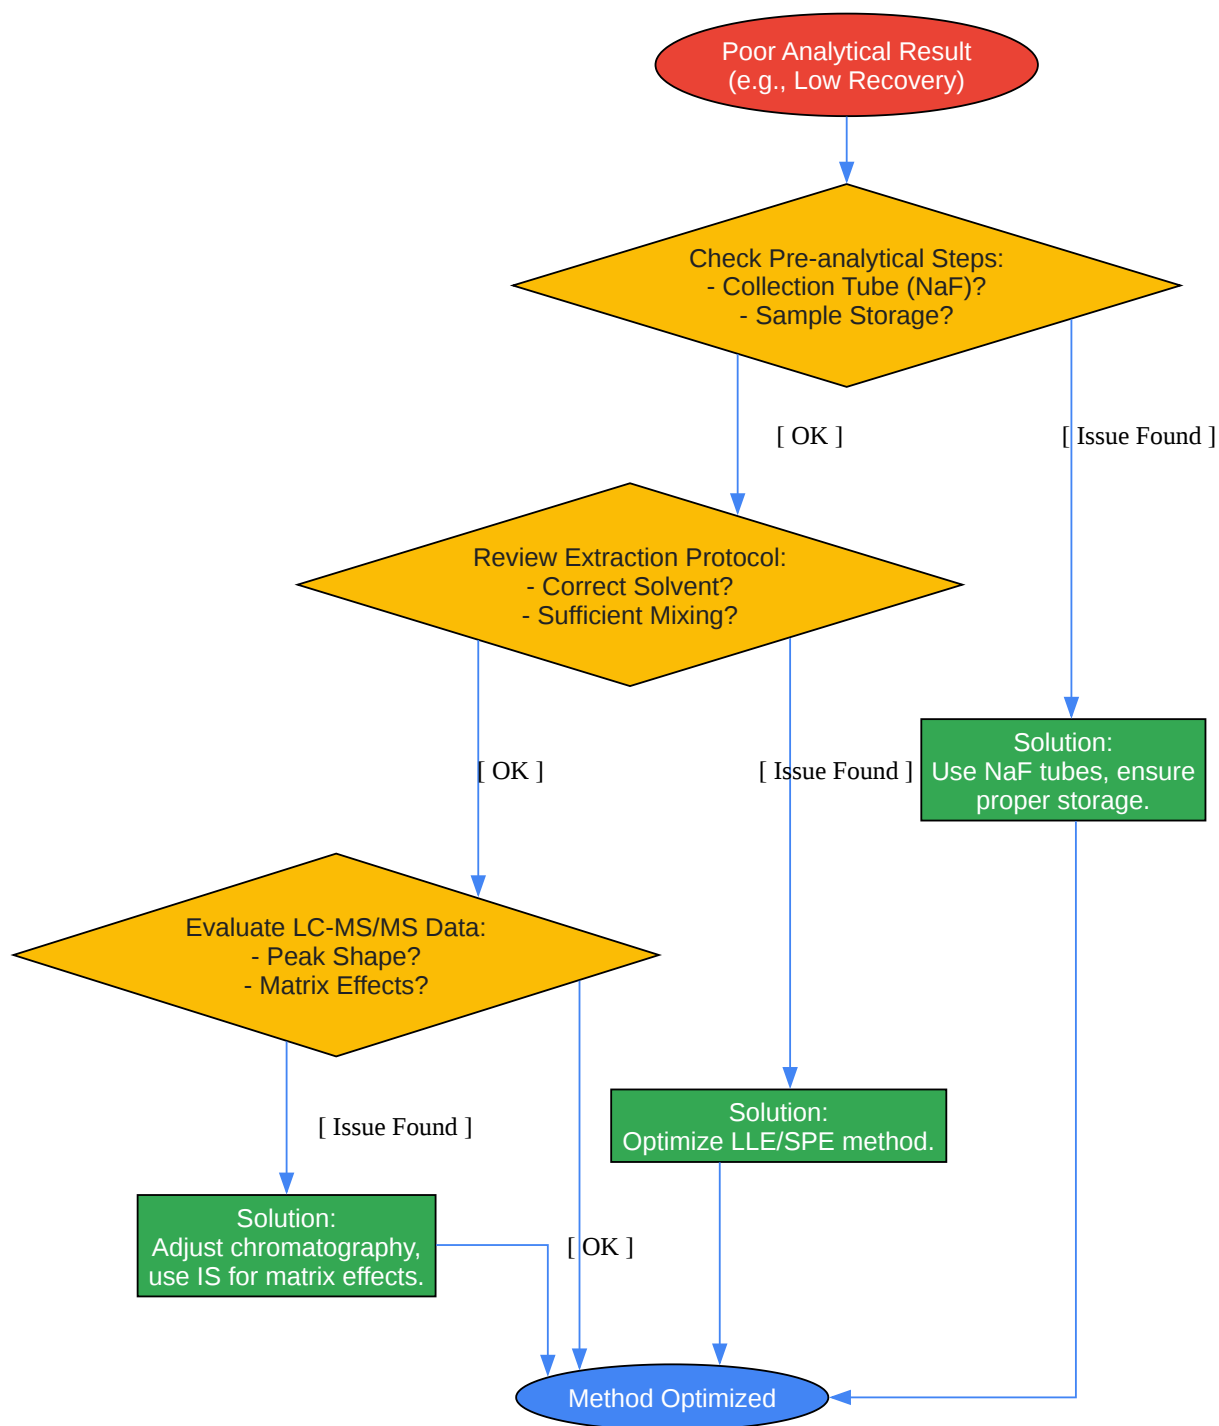 Poor Analytical Result
(e.g., Low Recovery)
Check Pre-analytical Steps:
- Collection Tube (NaF)?
- Sample Storage?
[ OK ]
[ Issue Found ]
Review Extraction Protocol:
- Correct Solvent?
- Sufficient Mixing?
[ OK ]
[ Issue Found ]
Solution:
Use NaF tubes, ensure
proper storage.
Evaluate LC-MS/MS Data:
- Peak Shape?
- Matrix Effects?
[ Issue Found ]
Solution:
Optimize LLE/SPE method.
Solution:
Adjust chromatography,
use IS for matrix effects.
[ OK ]
Method Optimized